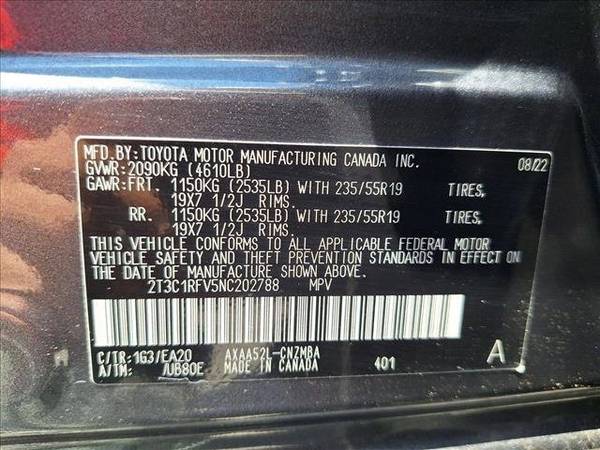 MFD.BY:TOYOTA MOTOR MANUFACTURING CANADA INC. 08/22
GVWR:2090KG (4610LB)
GAWR:FRT. 1150KG (2535LB) WITH 235/55R19 TIRES,
19X7 1/2J RIMS.
RR. 1150KG (2535LB) WITH 235/55R19 TIRES,
19X7 1/2J RIMS.
THIS VEHICLE CONFORMS TO ALL APPLICABLE FEDERAL MOTOR
VEHICLE SAFETY AND THEFT PREVENTION STANDARDS IN EFFECT
ON THE DATE OF MANUFACTURE SHOWN ABOVE.
2T3C1RFV5NC202788 MPV
C/TR:1G3/EA20 AXAA52L-CNZMBA 401 A
A/TM: /UB80E MADE IN CANADA